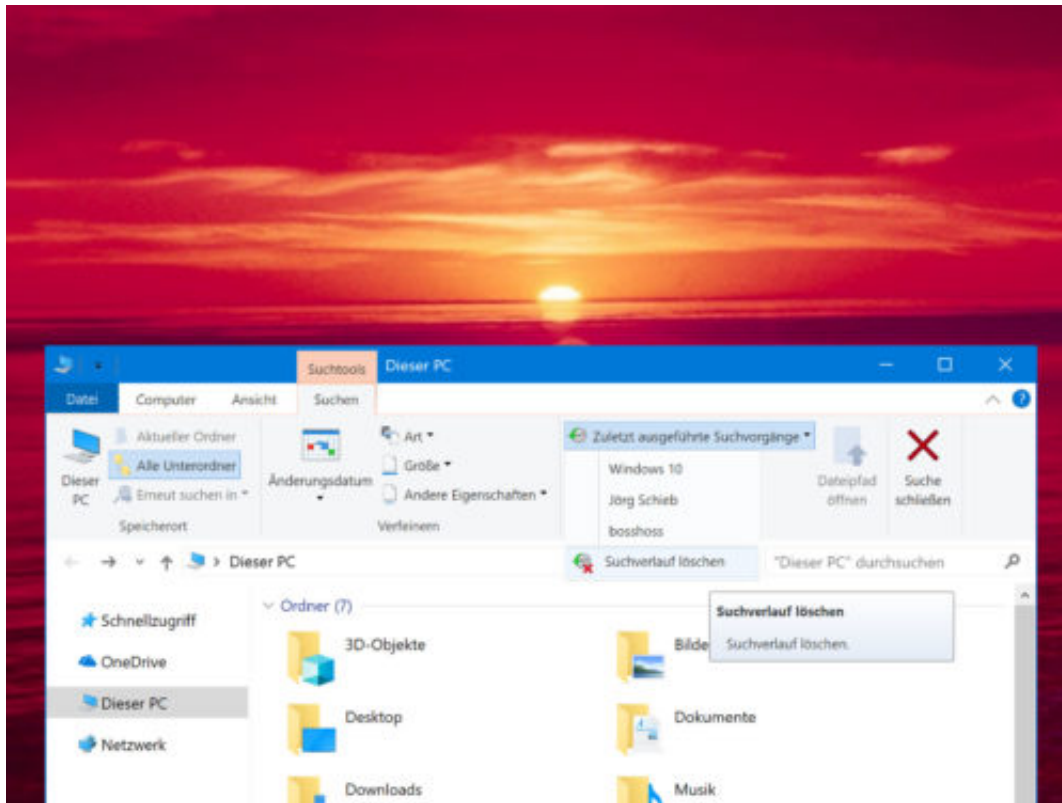 Suchtools
Dieser PC
Datei
Computer
Ansicht
Suchen
Dieser PC
Aktueller Ordner
Alle Unterordner
Erneut suchen in
Speicherort
Änderungsdatum
Art
Größe
Andere Eigenschaften
Verfeinern
Zuletzt ausgeführte Suchvorgänge
Windows 10
Jörg Schieb
bosshoss
Suchverlauf löschen
Dateipfad öffnen
Suche schließen
Dieser PC
"Dieser PC" durchsuchen
Suchverlauf löschen
Suchverlauf löschen.
Schnellzugriff
OneDrive
Dieser PC
Netzwerk
Ordner (7)
3D-Objekte
Bilde
Desktop
Dokumente
Downloads
Musik